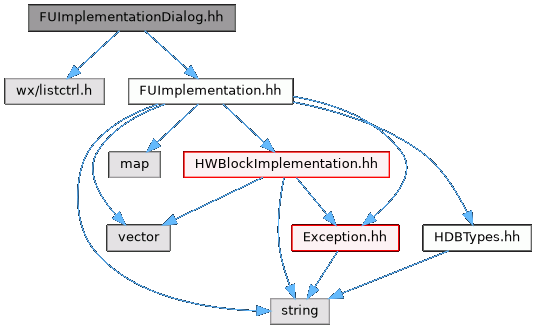 FUImplementationDialog.hh
wx/listctrl.h
FUImplementation.hh
map
HWBlockImplementation.hh
vector
Exception.hh
HDBTypes.hh
string